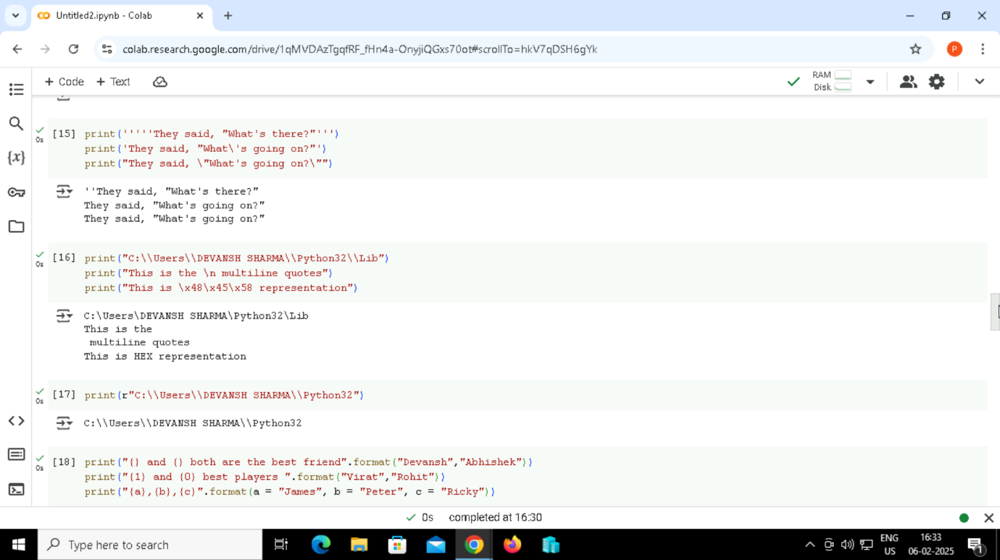 Untitled2.ipynb - Colab
colab.research.google.com/drive/1qMVDAzTgqfRF_fHn4a-OnyjiQGxs70ot#scrollTo=hkV7qDSH6gYk
P
+ Code + Text
RAM
Disk
{x}
0s
[15] print('''''They said, "What's there?"''')
print('They said, "What\'s going on?"')
print("They said, \"What's going on?\"")
''They said, "What's there?"
They said, "What's going on?"
They said, "What's going on?"
0s
[16] print("C:\\Users\\DEVANSH SHARMA\\Python32\\Lib")
print("This is the \n multiline quotes")
print("This is \x48\x45\x58 representation")
C:\Users\DEVANSH SHARMA\Python32\Lib
This is the
 multiline quotes
This is HEX representation
0s
[17] print(r"C:\\Users\\DEVANSH SHARMA\\Python32")
C:\\Users\\DEVANSH SHARMA\\Python32
0s
[18] print("{} and {} both are the best friend".format("Devansh","Abhishek"))
print("{1} and {0} best players ".format("Virat","Rohit"))
print("{a},{b},{c}".format(a = "James", b = "Peter", c = "Ricky"))
0s completed at 16:30
Type here to search
ENG
US
16:33
06-02-2025
1